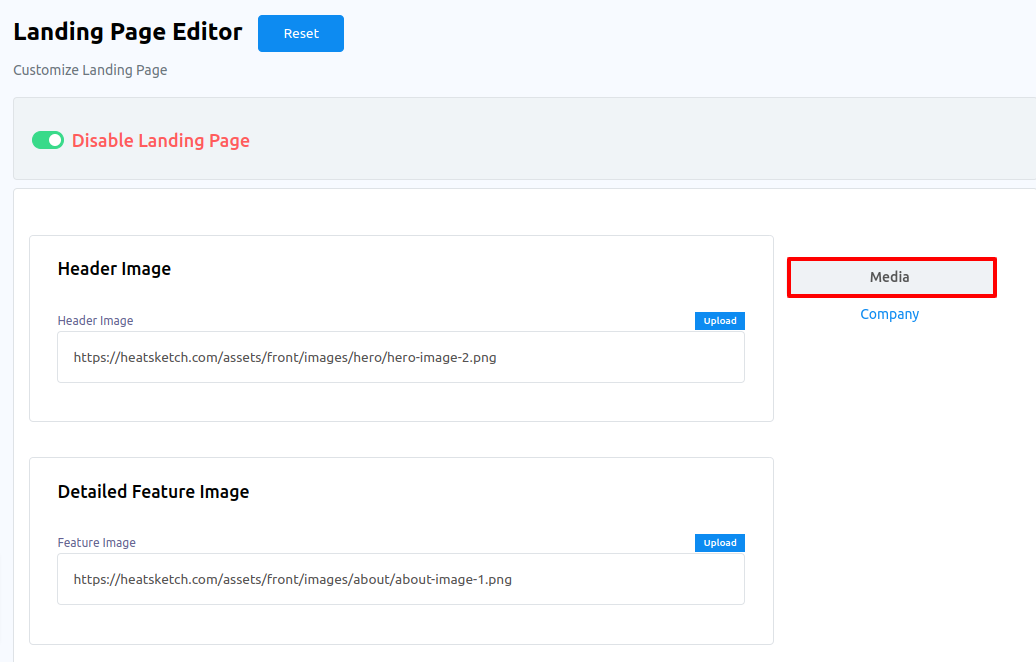 Landing Page Editor
Reset
Customize Landing Page
Disable Landing Page
Header Image
Header Image
Upload
https://heatsketch.com/assets/front/images/hero/hero-image-2.png
Media
Company
Detailed Feature Image
Feature Image
Upload
https://heatsketch.com/assets/front/images/about/about-image-1.png